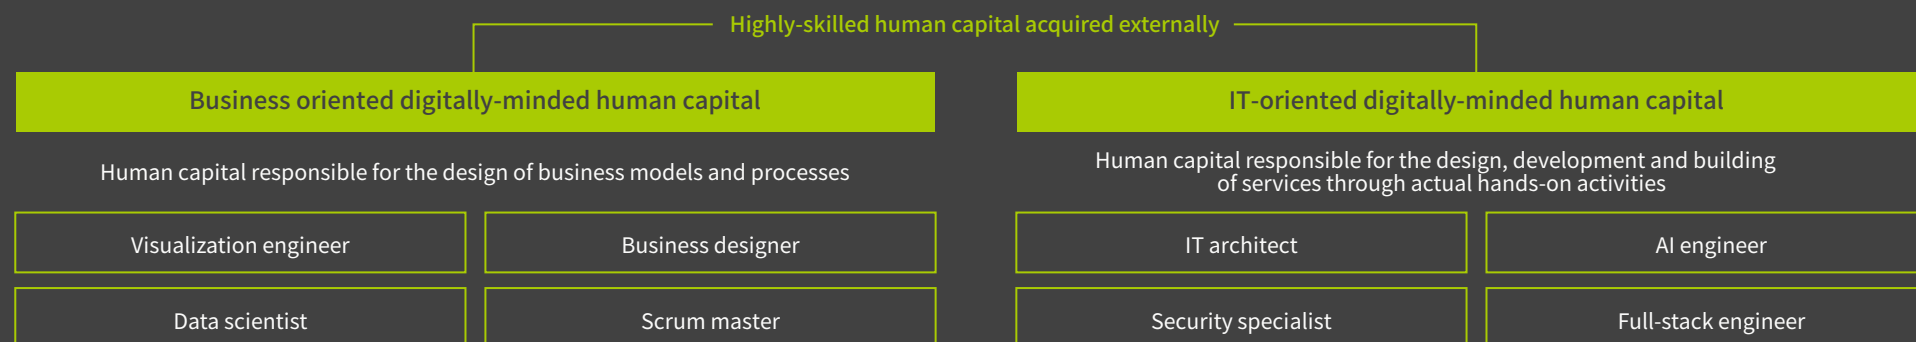 Highly-skilled human capital acquired externally
Business oriented digitally-minded human capital
Human capital responsible for the design of business models and processes
Visualization engineer
Business designer
Data scientist
Scrum master
IT-oriented digitally-minded human capital
Human capital responsible for the design, development and building
of services through actual hands-on activities
IT architect
AI engineer
Security specialist
Full-stack engineer